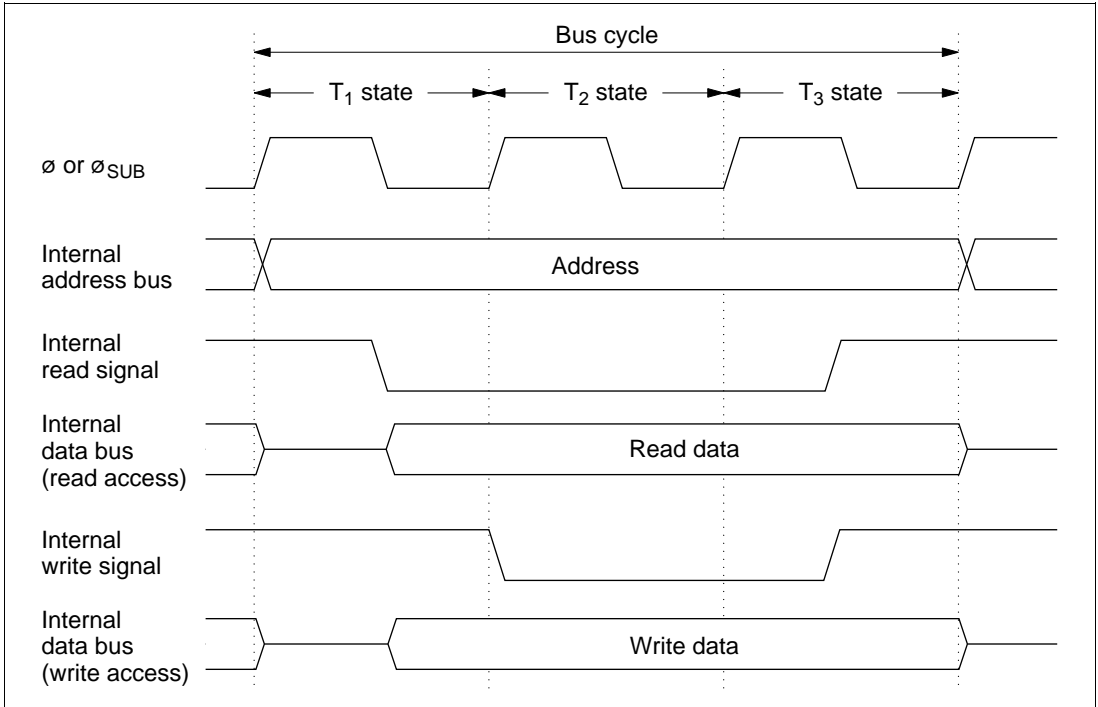 Bus cycle
T₁ state
T₂ state
T₃ state
ø or øSUB
Internal
address bus
Address
Internal
read signal
Internal
data bus
(read access)
Read data
Internal
write signal
Internal
data bus
(write access)
Write data